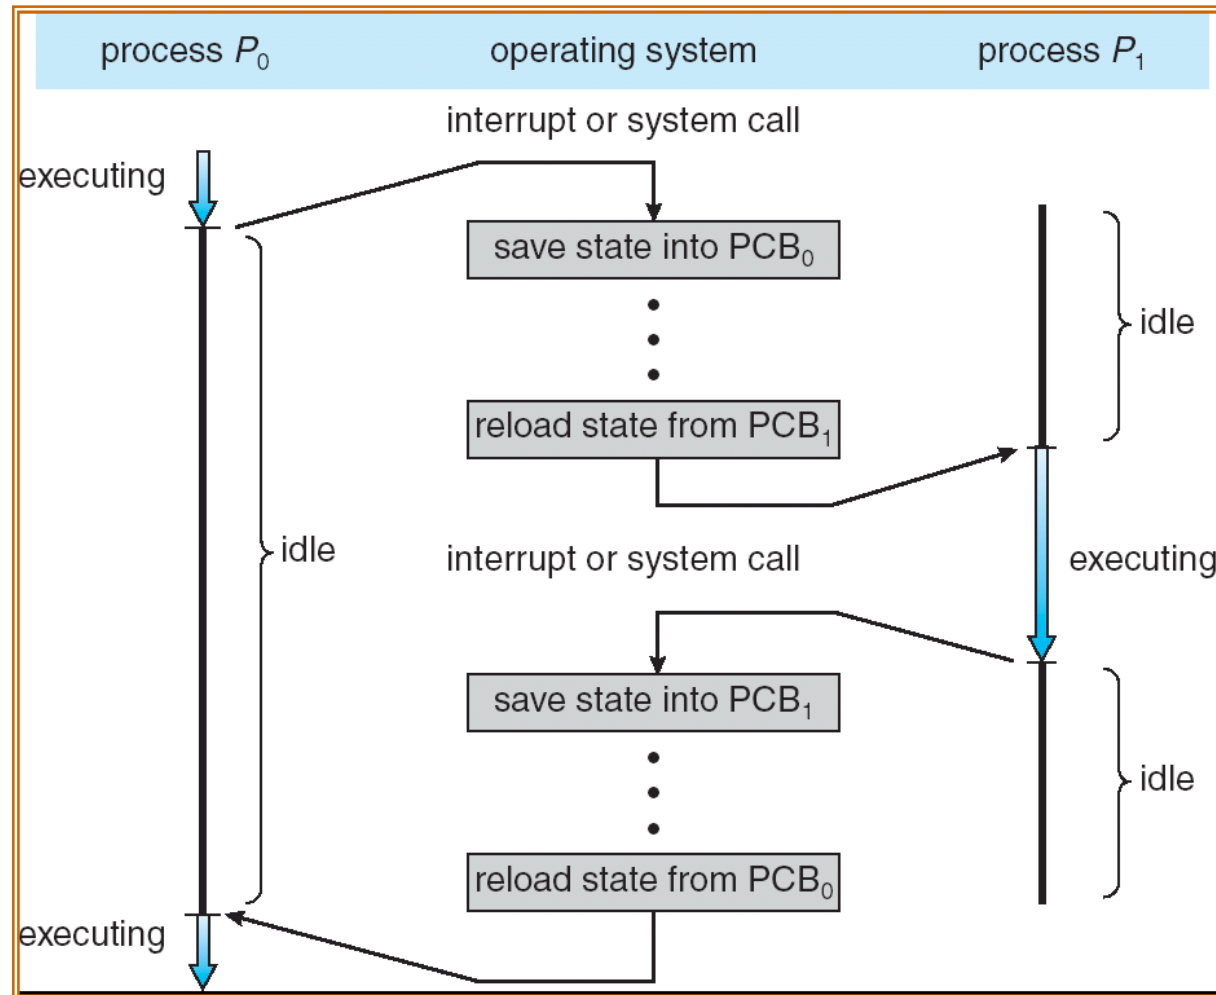 process P₀ operating system process P₁
interrupt or system call
executing
save state into PCB₀
idle
reload state from PCB₁
idle
interrupt or system call
executing
save state into PCB₁
idle
reload state from PCB₀
executing